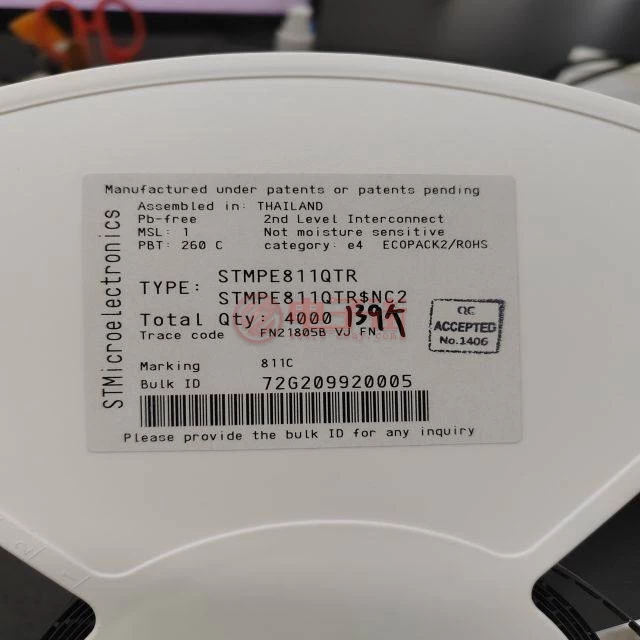 Manufactured under patents or patents pending
Assembled in: THAILAND
Pb-free 2nd Level Interconnect
MSL: 1 Not moisture sensitive
PBT: 260 C category: e4 ECOPACK2/ROHS
STMicroelectronics
TYPE: STMPE811QTR
STMPE811QTR$NC2
Total Qty: 4000
Trace code FN21805B VJ FN
QC
ACCEPTED
No.1406
Marking 811C
Bulk ID 72G209920005
Please provide the bulk ID for any inquiry